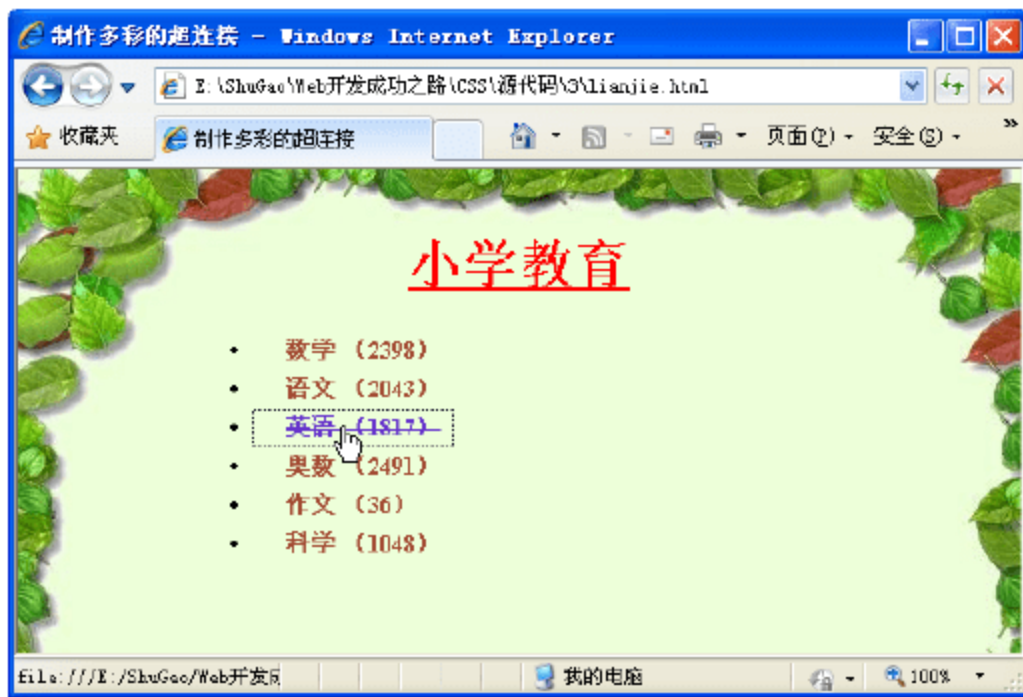 制作多彩的超连接 - Windows Internet Explorer
E:\ShuGao\Web开发成功之路\CSS\源代码\3\lianjie.html
收藏夹 制作多彩的超连接 页面(P) 安全(S) »
小学教育
• 数学 (2398)
• 语文 (2043)
• 英语 (1817)
• 奥数 (2491)
• 作文 (36)
• 科学 (1048)
file:///E:/ShuGao/Web开发成 我的电脑 100%